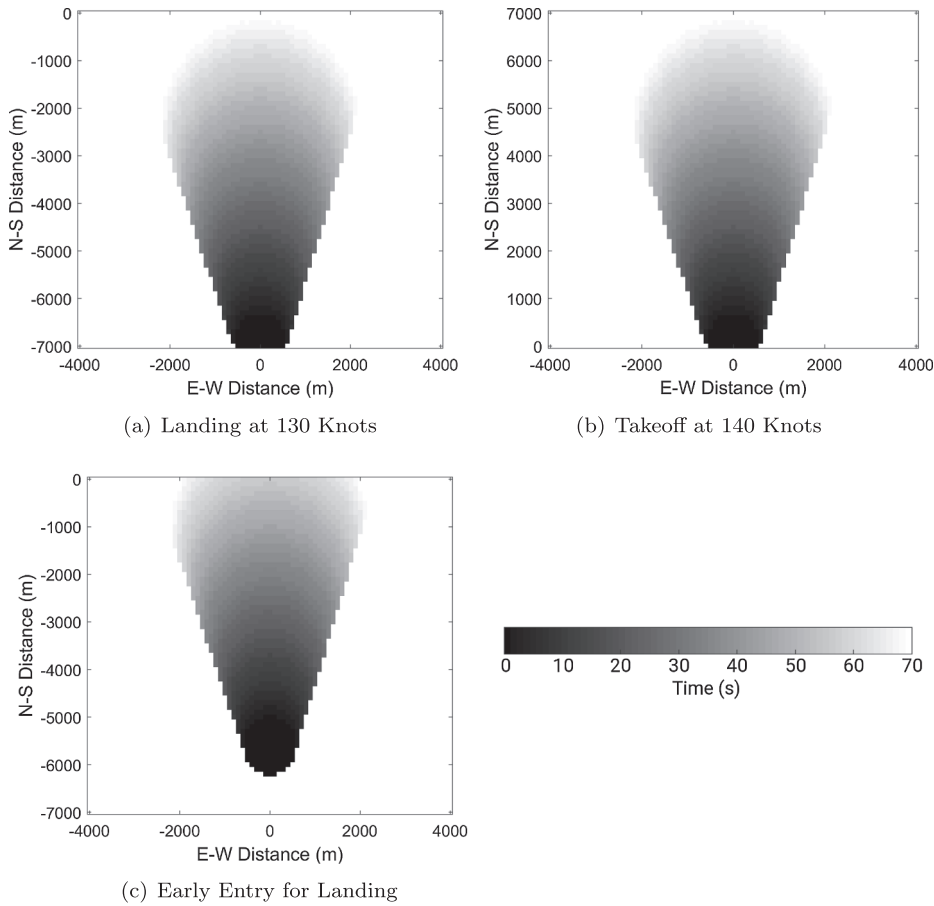 0
-1000
-2000
-3000
-4000
-5000
-6000
-7000
N-S Distance (m)
-4000 -2000 0 2000 4000
E-W Distance (m)
(a) Landing at 130 Knots
7000
6000
5000
4000
3000
2000
1000
0
N-S Distance (m)
-4000 -2000 0 2000 4000
E-W Distance (m)
(b) Takeoff at 140 Knots
0
-1000
-2000
-3000
-4000
-5000
-6000
-7000
N-S Distance (m)
-4000 -2000 0 2000 4000
E-W Distance (m)
(c) Early Entry for Landing
0 10 20 30 40 50 60 70
Time (s)